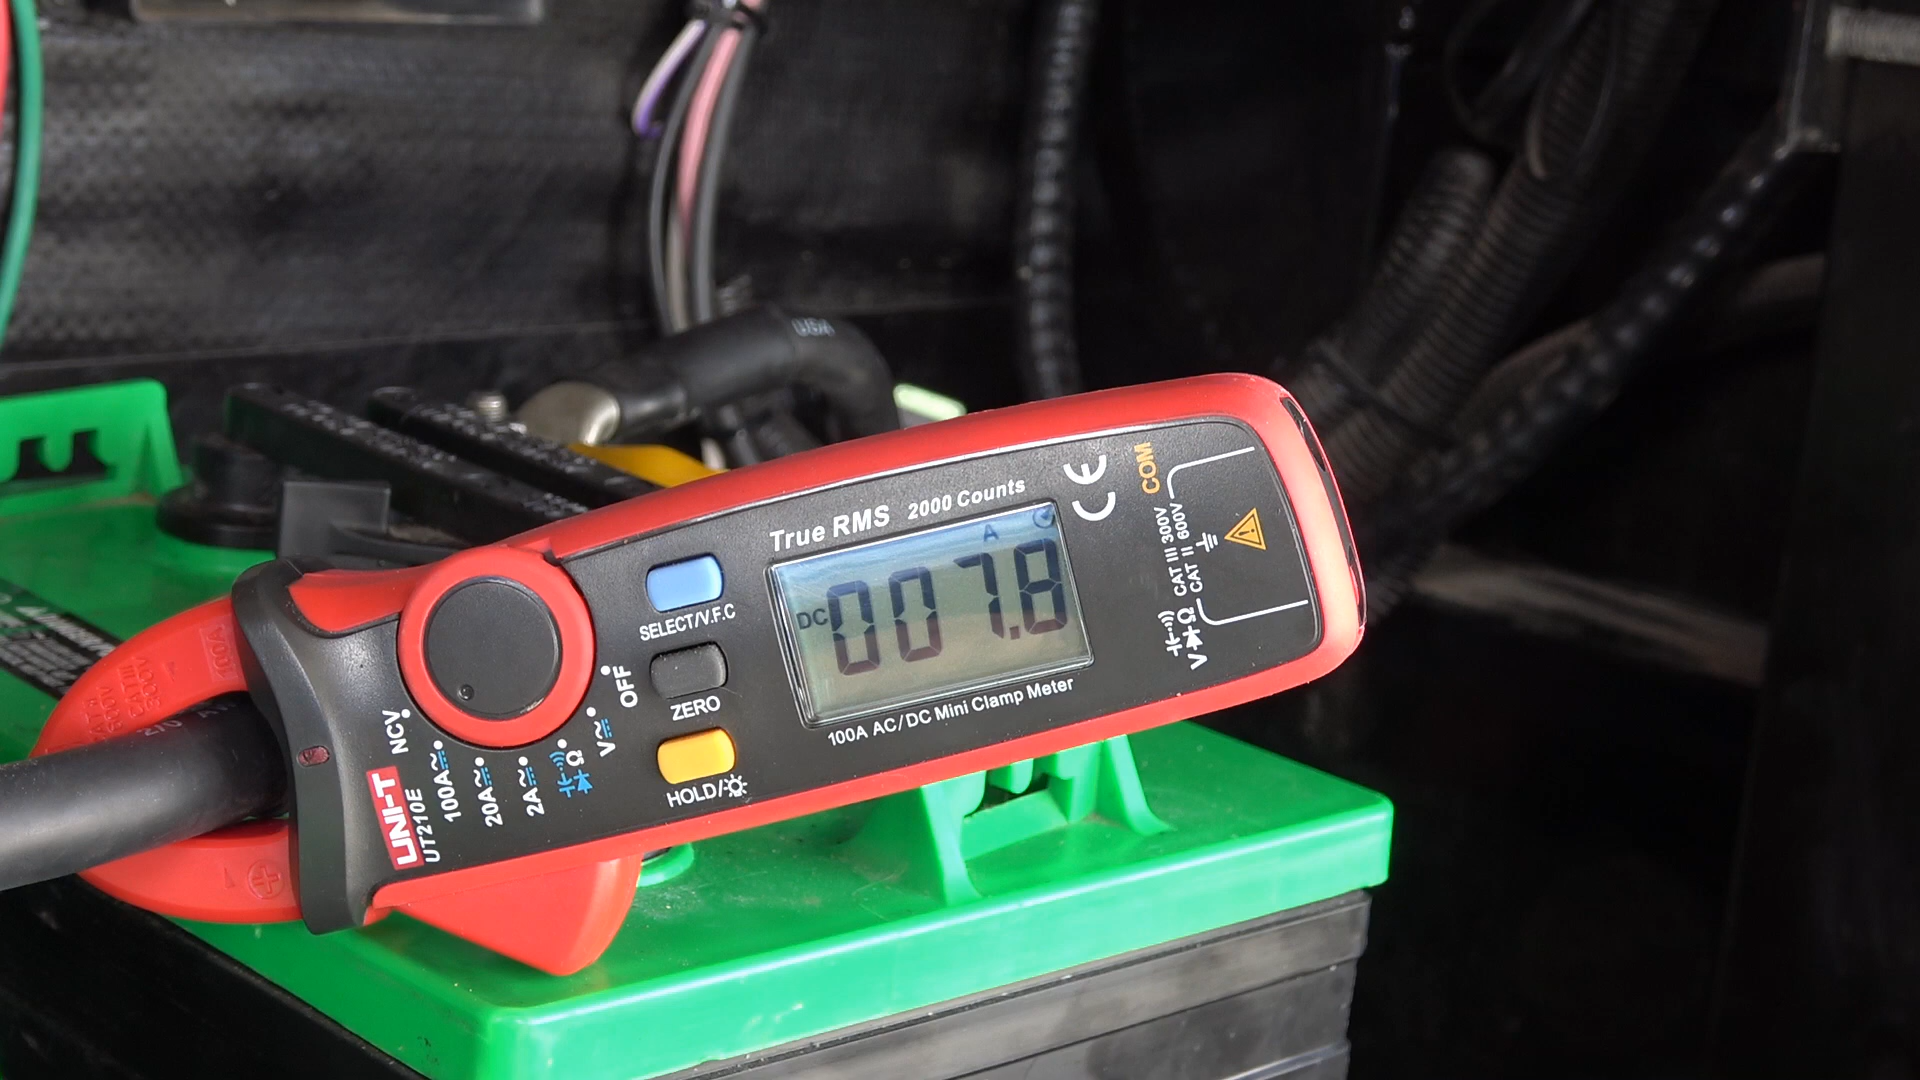 USA
True RMS 2000 Counts
A
DC 007.8
100A AC/DC Mini Clamp Meter
SELECT/V.F.C
ZERO
HOLD/
OFF
V
Ω
2A
20A
100A
NCV
UNI-T
UT210E
CE
COM
CAT III 300V
CAT II 600V
VΩ